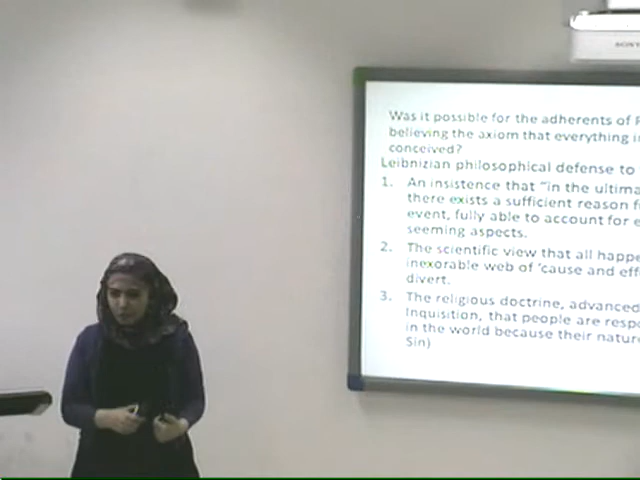 SONY
Was it possible for the adherents of
believing the axiom that everything
conceived?
Leibnizian philosophical defense to
1. An insistence that "in the ultima
there exists a sufficient reason f
event, fully able to account for e
seeming aspects.
2. The scientific view that all happe
inexorable web of 'cause and eff
divert.
3. The religious doctrine, advanced
Inquisition, that people are resp
in the world because their natur
Sin)